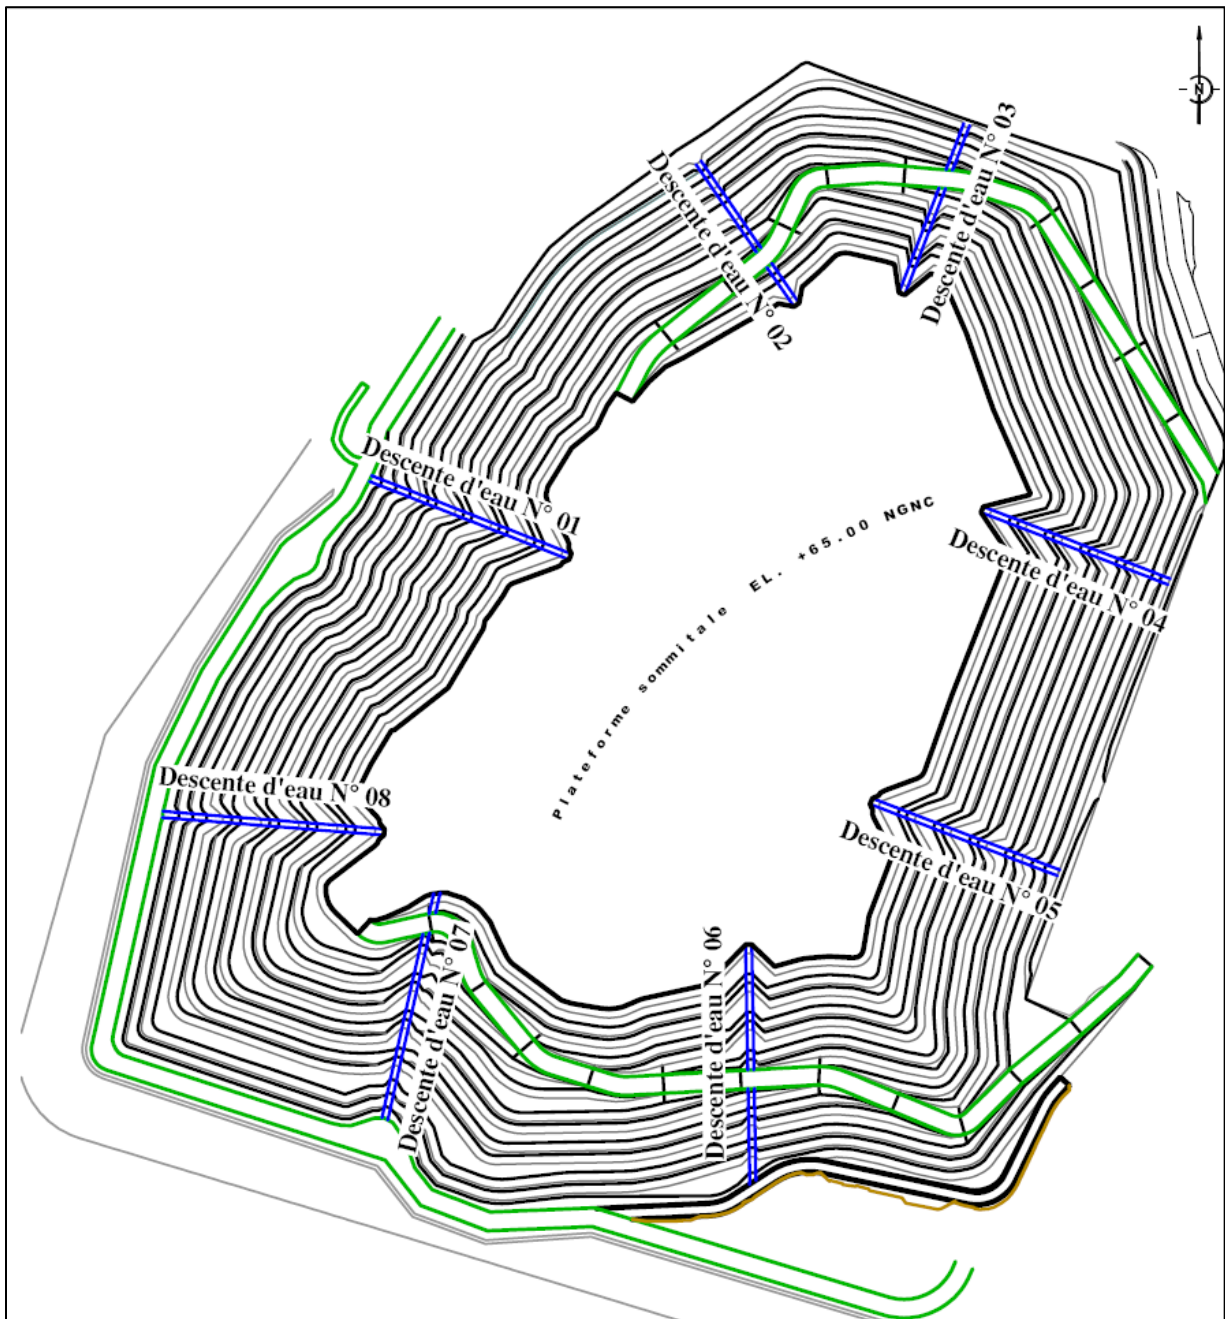 N
Descente d'eau N° 03
Descente d'eau N° 02
Descente d'eau N° 01
Plateforme sommitale EL. +65.00 NGNC
Descente d'eau N° 04
Descente d'eau N° 08
Descente d'eau N° 05
Descente d'eau N° 07
Descente d'eau N° 06